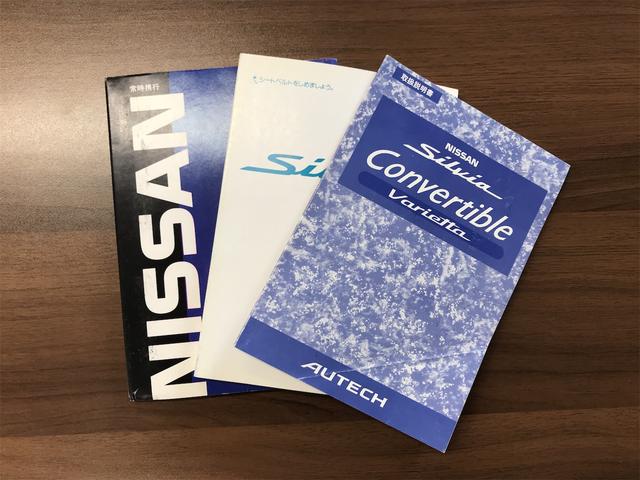 常時携行
NISSAN
シートベルトをしめましょう。
Sil
取扱説明書
NISSAN
Silvia
Convertible
Varietta
AUTECH